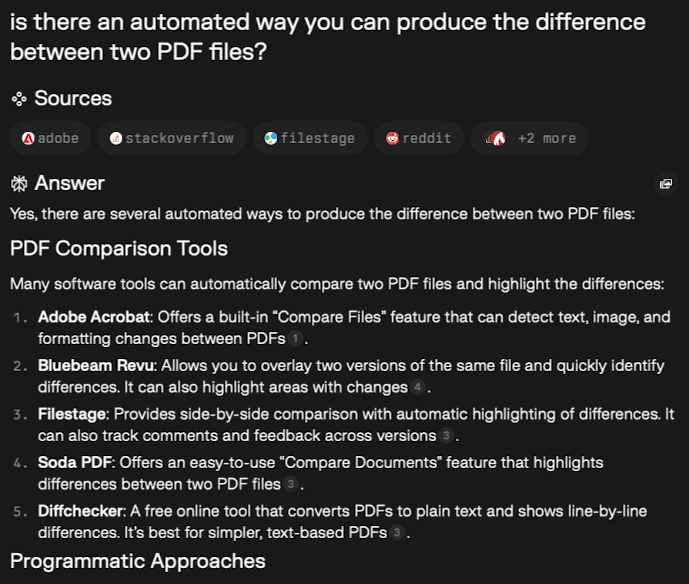 is there an automated way you can produce the difference
between two PDF files?
Sources
adobe
stackoverflow
filestage
reddit
+2 more
Answer
Yes, there are several automated ways to produce the difference between two PDF files:
PDF Comparison Tools
Many software tools can automatically compare two PDF files and highlight the differences:
1. Adobe Acrobat: Offers a built-in “Compare Files” feature that can detect text, image, and
formatting changes between PDFs 1 .
2. Bluebeam Revu: Allows you to overlay two versions of the same file and quickly identify
differences. It can also highlight areas with changes 4 .
3. Filestage: Provides side-by-side comparison with automatic highlighting of differences. It
can also track comments and feedback across versions 3 .
4. Soda PDF: Offers an easy-to-use “Compare Documents” feature that highlights
differences between two PDF files 3 .
5. Diffchecker: A free online tool that converts PDFs to plain text and shows line-by-line
differences. It’s best for simpler, text-based PDFs 3 .
Programmatic Approaches